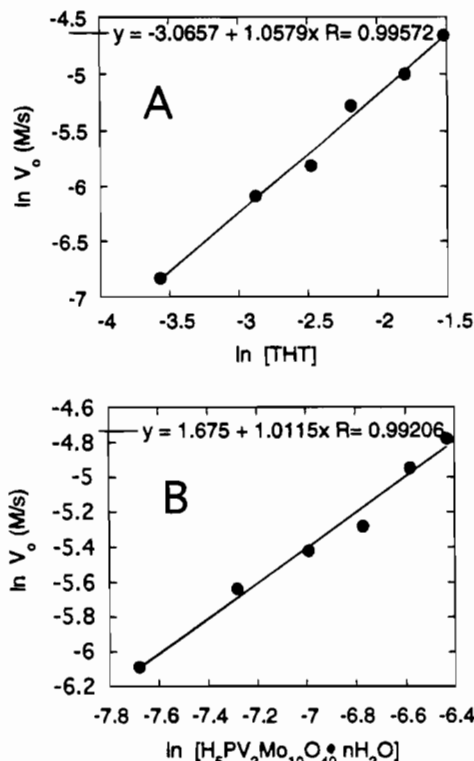 -4.5
y = -3.0657 + 1.0579x R= 0.99572
-5
A
-5.5
-6
-6.5
-7
ln V₀ (M/s)
-4 -3.5 -3 -2.5 -2 -1.5
ln [THT]
-4.6
y = 1.675 + 1.0115x R= 0.99206
-4.8
-5
B
-5.2
-5.4
-5.6
-5.8
-6
-6.2
ln V₀ (M/s)
-7.8 -7.6 -7.4 -7.2 -7 -6.8 -6.6 -6.4